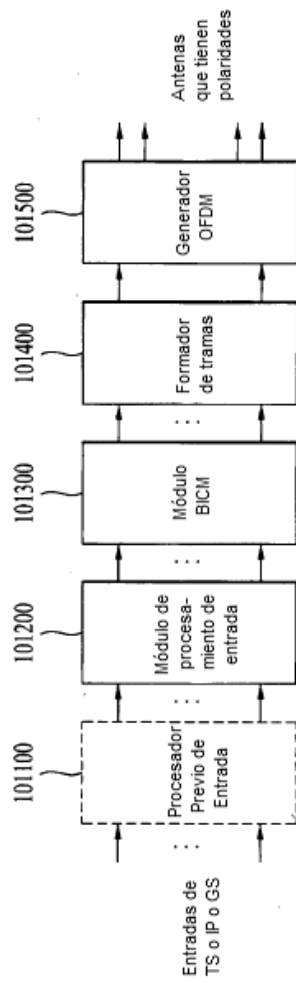 101100
101200
101300
101400
101500
Entradas de
TS o IP o GS
Procesador
Previo de
Entrada
Módulo de
procesa-
miento de
entrada
Módulo
BICM
Formador
de tramas
Generador
OFDM
Antenas
que tienen
polaridades